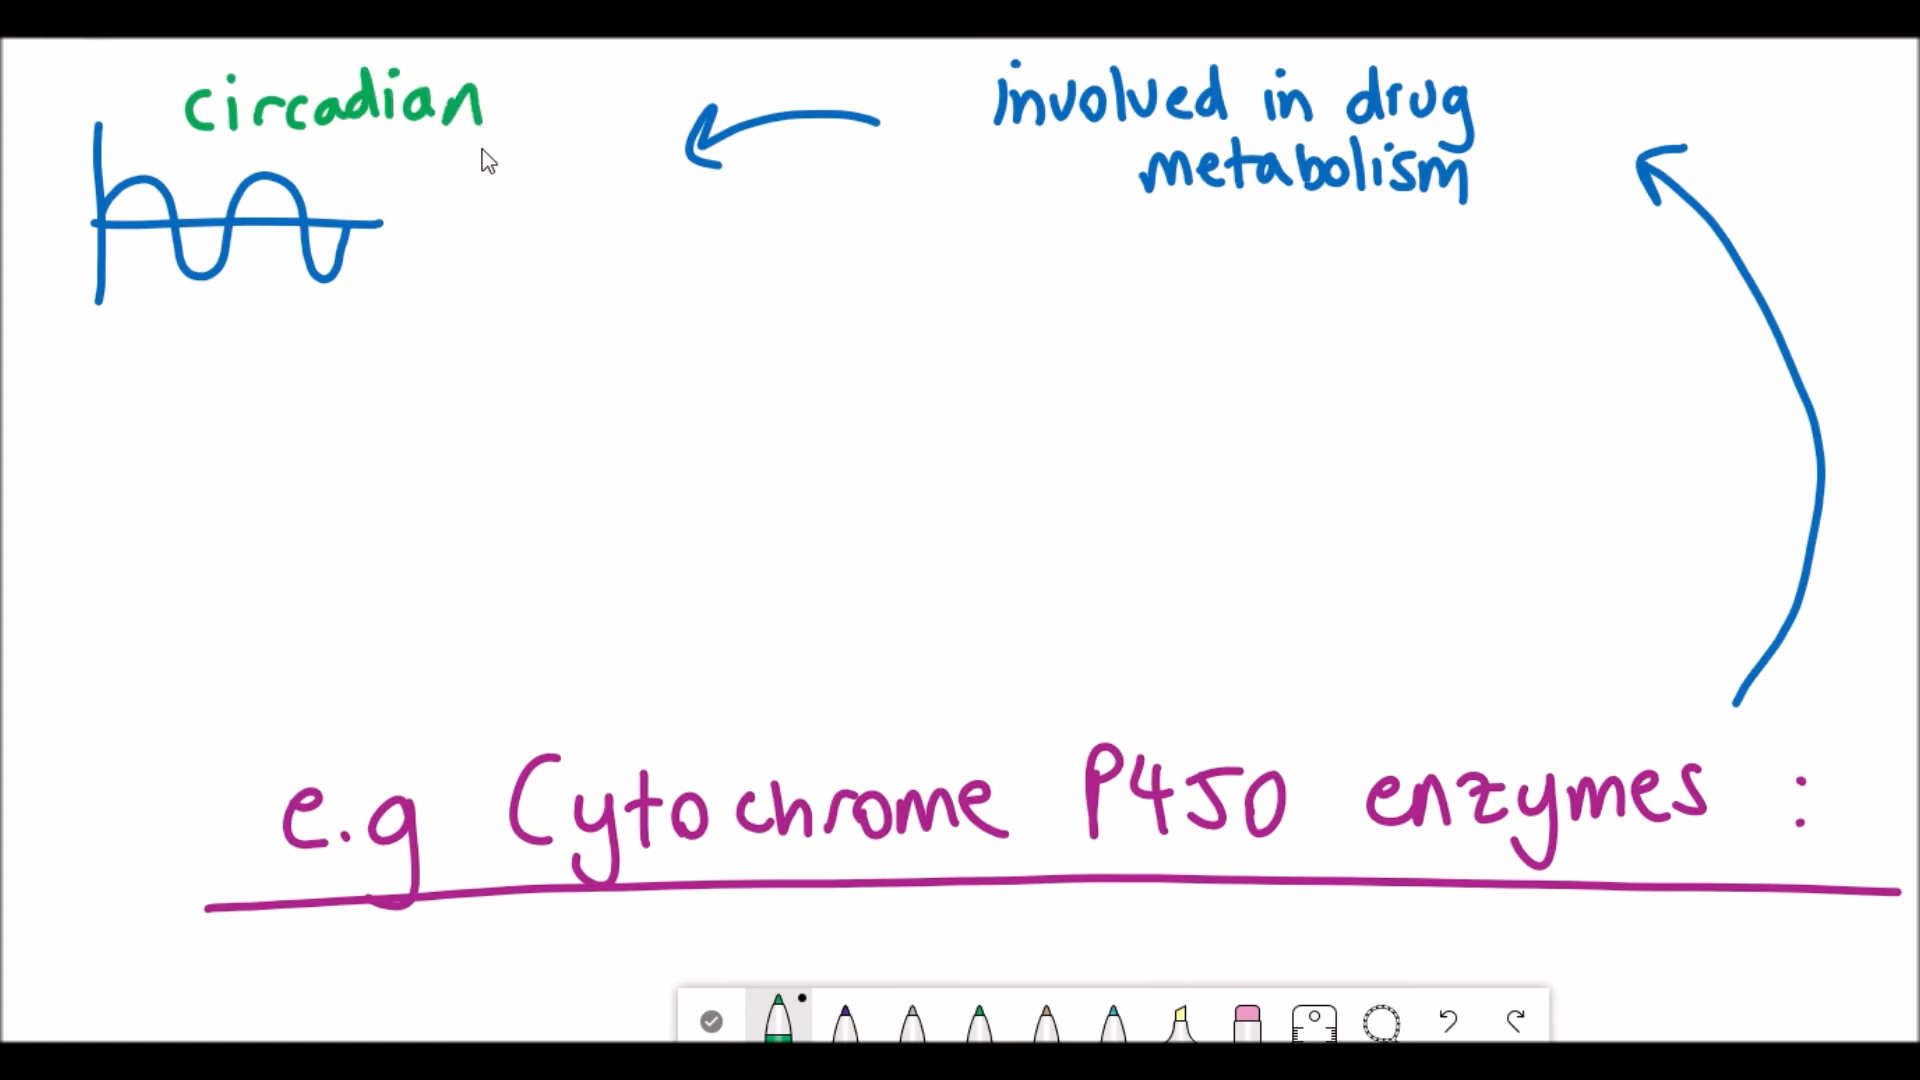 circadian
involved in drug
metabolism
e.g Cytochrome P450 enzymes :